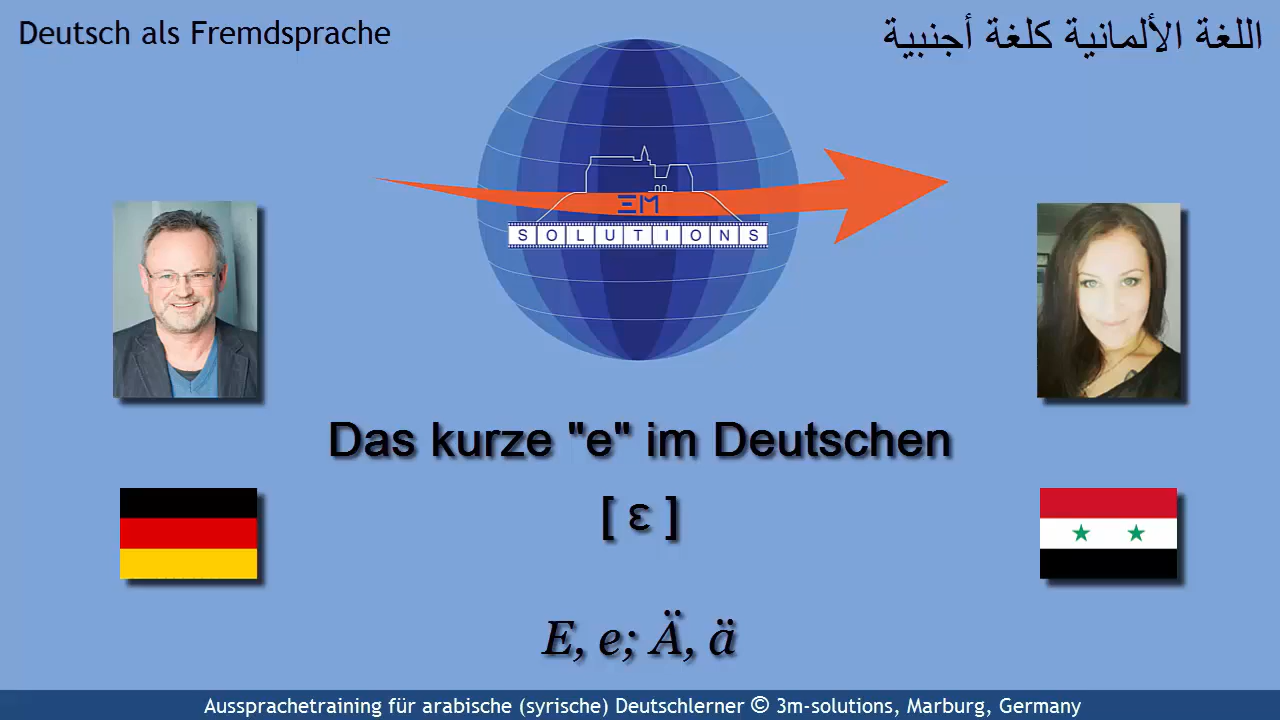 Deutsch als Fremdsprache
اللغة الألمانية كلغة أجنبية
3M
SOLUTIONS
Das kurze "e" im Deutschen
[ ε ]
E, e; Ä, ä
Aussprachetraining für arabische (syrische) Deutschlerner © 3m-solutions, Marburg, Germany